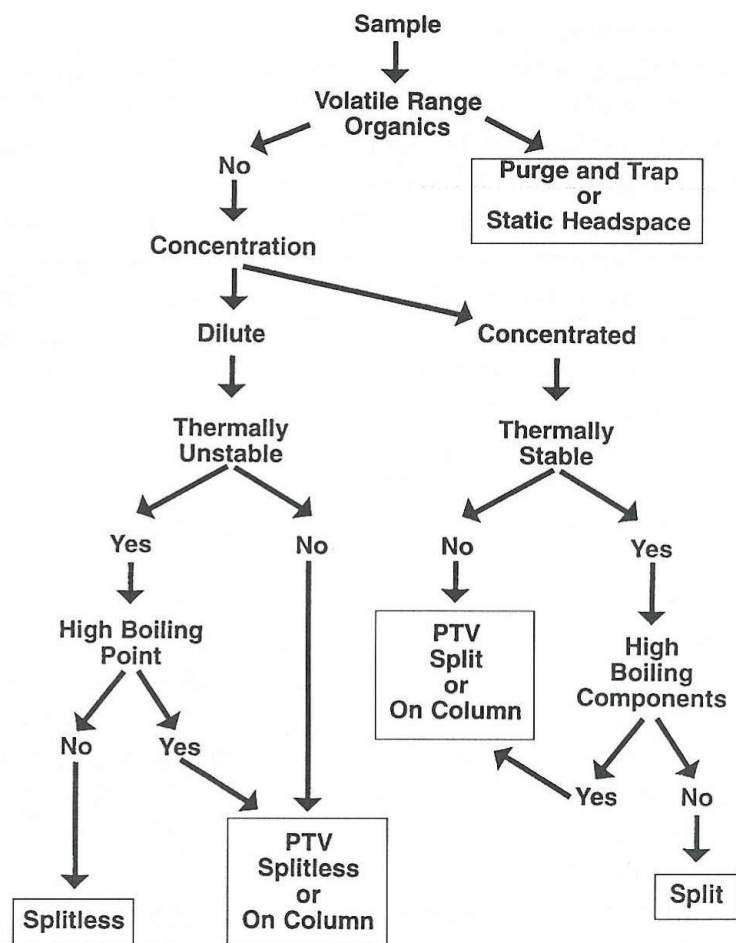 Sample
Volatile Range
Organics
No
Purge and Trap
or
Static Headspace
Concentration
Dilute
Concentrated
Thermally
Unstable
Thermally
Stable
Yes
No
No
Yes
High Boiling
Point
PTV
Split
or
On Column
High
Boiling
Components
No
Yes
Yes
No
PTV
Splitless
or
On Column
Splitless
Split